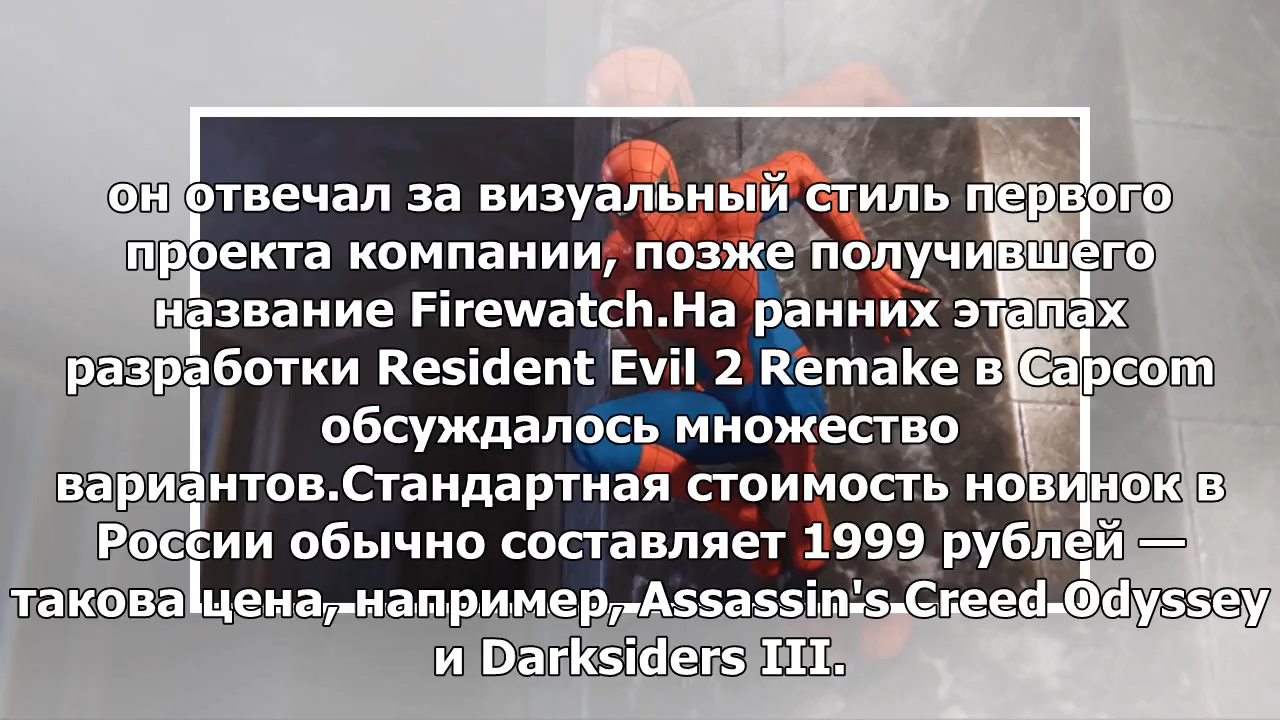 он отвечал за визуальный стиль первого
проекта компании, позже получившего
название Firewatch.На ранних этапах
разработки Resident Evil 2 Remake в Capcom
обсуждалось множество
вариантов.Стандартная стоимость новинок в
России обычно составляет 1999 рублей —
такова цена, например, Assassin's Creed Odyssey
и Darksiders III.